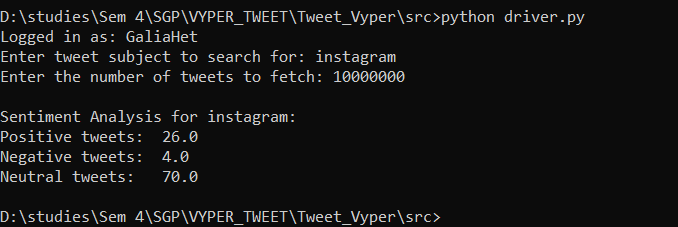 D:\studies\Sem 4\SGP\VYPER_TWEET\Tweet_Vyper\src>python driver.py
Logged in as: GaliaHet
Enter tweet subject to search for: instagram
Enter the number of tweets to fetch: 10000000
Sentiment Analysis for instagram:
Positive tweets:  26.0
Negative tweets:  4.0
Neutral tweets:   70.0
D:\studies\Sem 4\SGP\VYPER_TWEET\Tweet_Vyper\src>